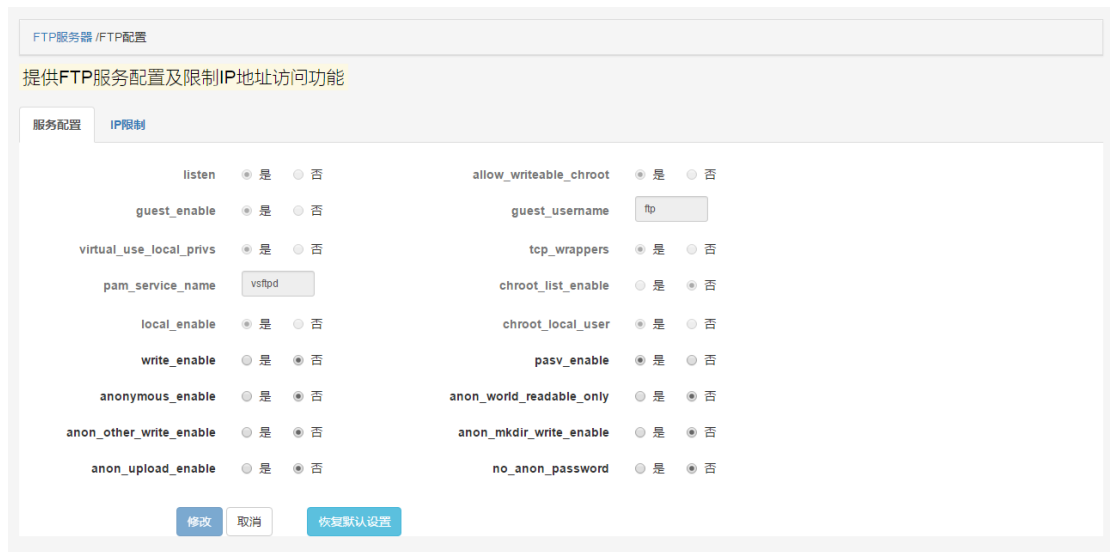 FTP服务器 /FTP配置
提供FTP服务配置及限制IP地址访问功能
服务配置 IP限制
listen 是 否 allow_writeable_chroot 是 否
guest_enable 是 否 guest_username ftp
virtual_use_local_privs 是 否 tcp_wrappers 是 否
pam_service_name vsftpd chroot_list_enable 是 否
local_enable 是 否 chroot_local_user 是 否
write_enable 是 否 pasv_enable 是 否
anonymous_enable 是 否 anon_world_readable_only 是 否
anon_other_write_enable 是 否 anon_mkdir_write_enable 是 否
anon_upload_enable 是 否 no_anon_password 是 否
修改 取消 恢复默认设置